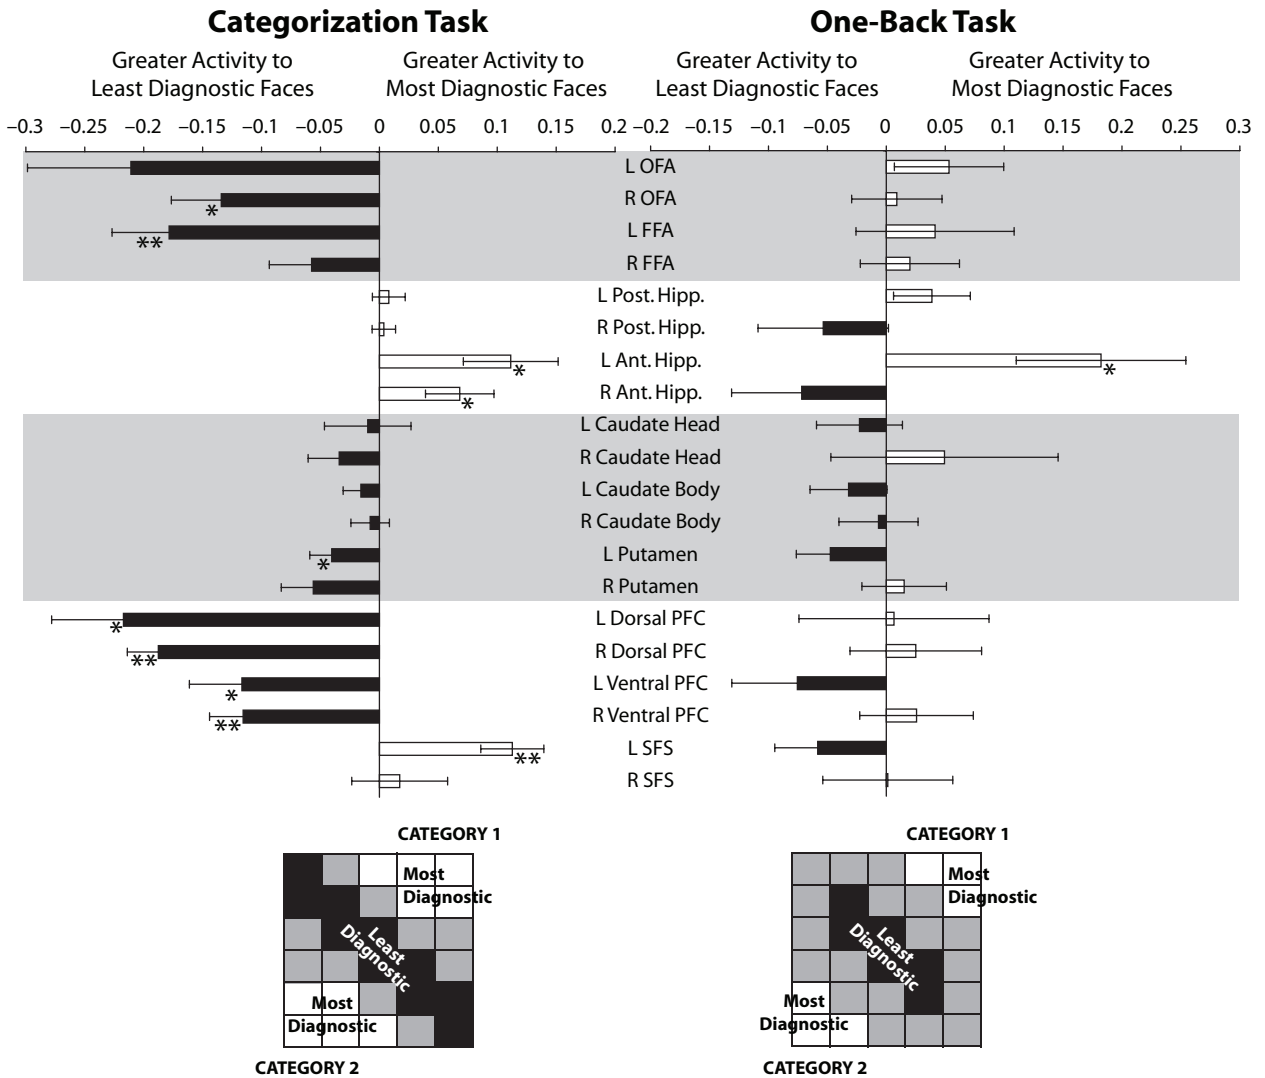 Categorization Task
One-Back Task
Greater Activity to
Least Diagnostic Faces
Greater Activity to
Most Diagnostic Faces
Greater Activity to
Least Diagnostic Faces
Greater Activity to
Most Diagnostic Faces
−0.3 −0.25 −0.2 −0.15 −0.1 −0.05 0 0.05 0.1 0.15 0.2
−0.2 −0.15 −0.1 −0.05 0 0.05 0.1 0.15 0.2 0.25 0.3
L OFA
* R OFA
** L FFA
R FFA
L Post. Hipp.
R Post. Hipp.
* L Ant. Hipp. *
* R Ant. Hipp.
L Caudate Head
R Caudate Head
L Caudate Body
R Caudate Body
* L Putamen
R Putamen
* L Dorsal PFC
** R Dorsal PFC
* L Ventral PFC
** R Ventral PFC
** L SFS
R SFS
CATEGORY 1
Most
Diagnostic
Least
Diagnostic
Most
Diagnostic
CATEGORY 2
CATEGORY 1
Most
Diagnostic
Least
Diagnostic
Most
Diagnostic
CATEGORY 2